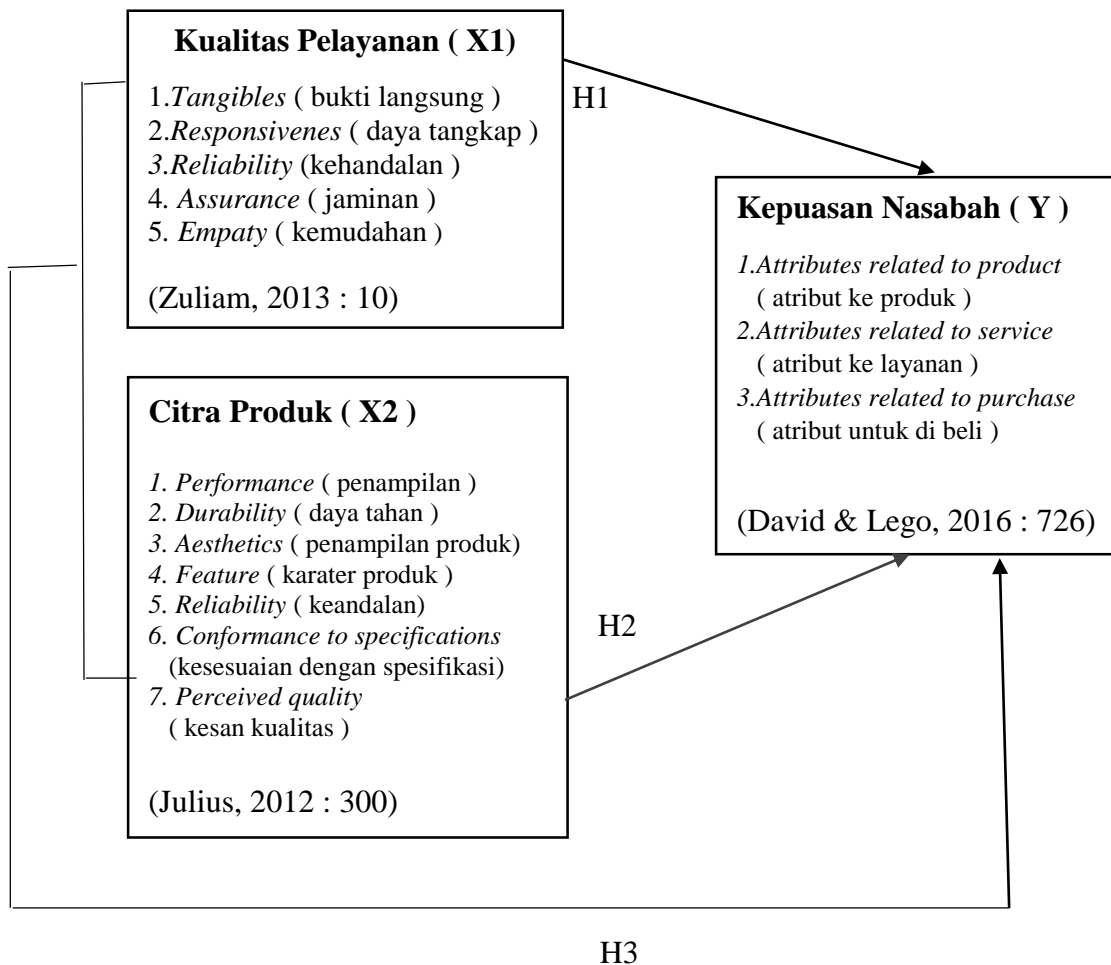 Kualitas Pelayanan ( X1)
1.Tangibles ( bukti langsung )
2.Responsivenes ( daya tangkap )
3.Reliability (kehandalan )
4. Assurance ( jaminan )
5. Empaty ( kemudahan )
(Zuliam, 2013 : 10)
H1
Kepuasan Nasabah ( Y )
1.Attributes related to product
( atribut ke produk )
2.Attributes related to service
( atribut ke layanan )
3.Attributes related to purchase
( atribut untuk di beli )
(David & Lego, 2016 : 726)
Citra Produk ( X2 )
1. Performance ( penampilan )
2. Durability ( daya tahan )
3. Aesthetics ( penampilan produk)
4. Feature ( karater produk )
5. Reliability ( keandalan)
6. Conformance to specifications
(kesesuaian dengan spesifikasi)
7. Perceived quality
( kesan kualitas )
(Julius, 2012 : 300)
H2
H3